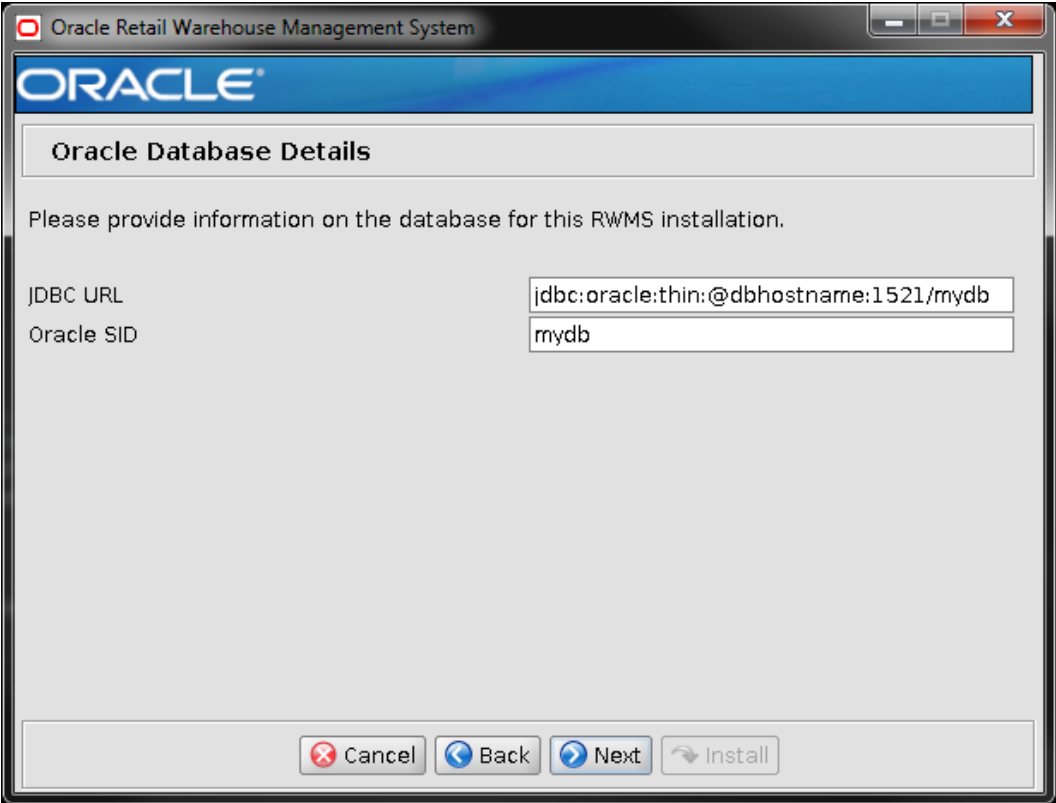 Oracle Retail Warehouse Management System
ORACLE®
Oracle Database Details
Please provide information on the database for this RWMS installation.
JDBC URL jdbc:oracle:thin:@dbhostname:1521/mydb
Oracle SID mydb
Cancel Back Next Install